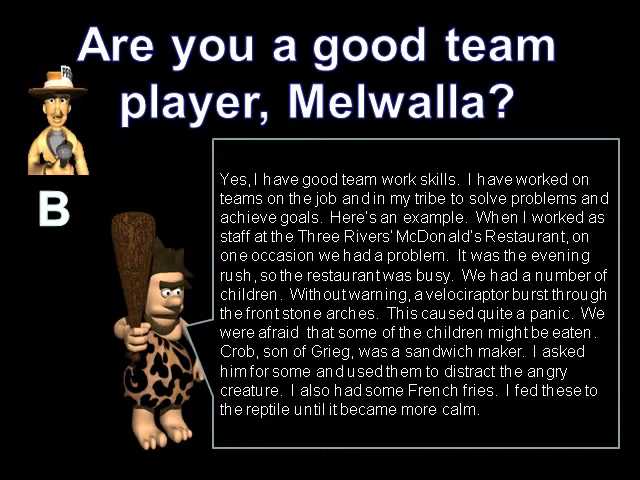 Are you a good team
player, Melwalla?
B
Yes, I have good team work skills.  I have worked on
teams on the job and in my tribe to solve problems and
achieve goals.  Here's an example.  When I worked as
staff at the Three Rivers' McDonald's Restaurant, on
one occasion we had a problem.  It was the evening
rush, so the restaurant was busy.  We had a number of
children.  Without warning, a velociraptor burst through
the front stone arches.  This caused quite a panic.  We
were afraid  that some of the children might be eaten.
Crob, son of Grieg, was a sandwich maker.  I asked
him for some and used them to distract the angry
creature.  I also had some French fries.  I fed these to
the reptile until it became more calm.